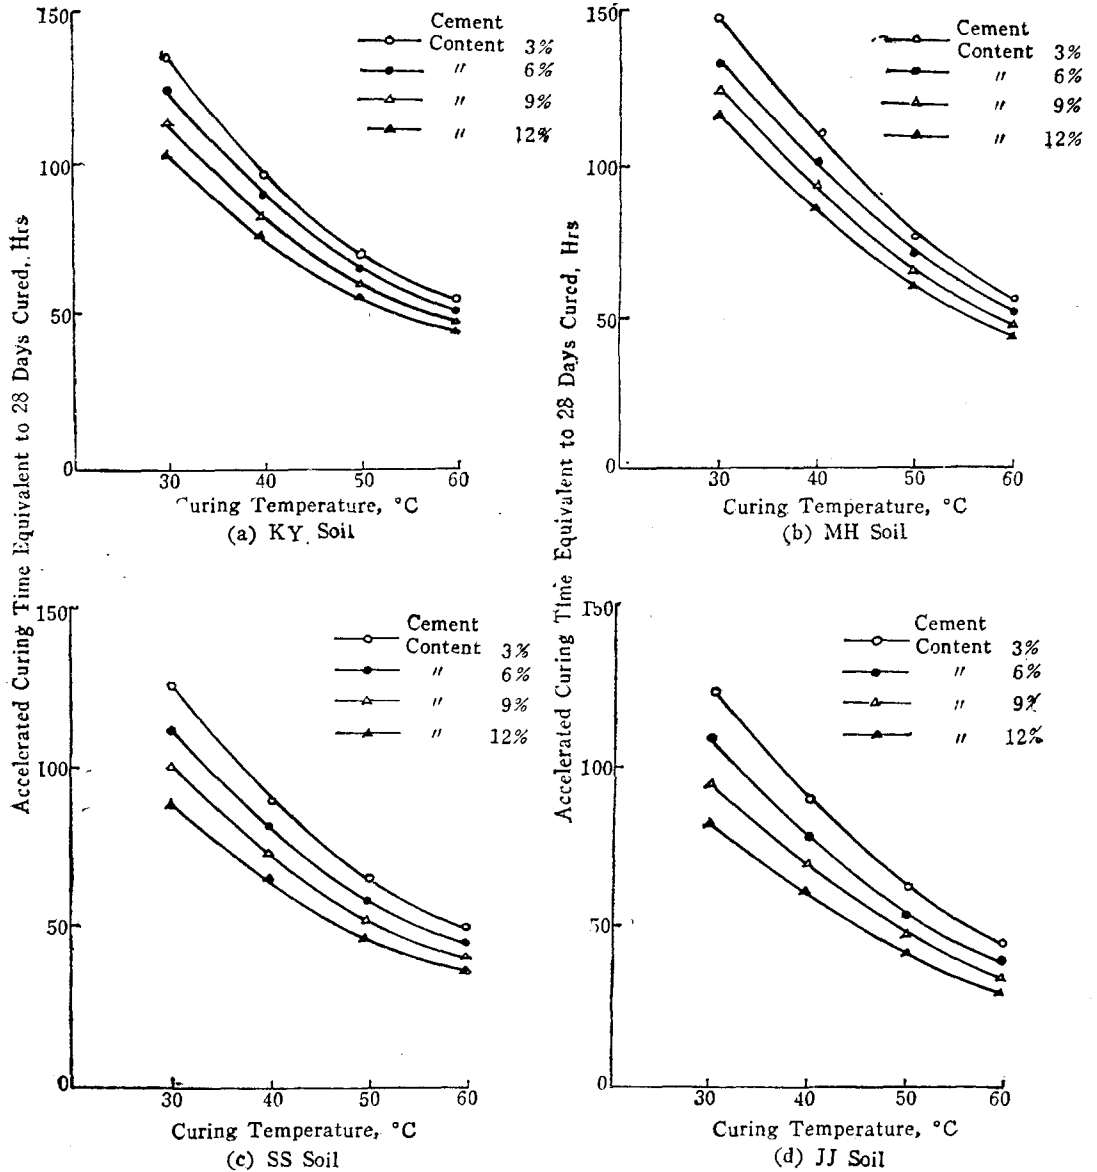 Accelerated Curing Time Equivalent to 28 Days Cured, Hrs
150
100
50
0
30 40 50 60
Cement
Content 3%
〃 6%
〃 9%
〃 12%
Curing Temperature, °C
(a) KY Soil
Accelerated Curing Time Equivalent to 28 Days Cured, Hrs
150
100
50
0
30 40 50 60
Cement
Content 3%
〃 6%
〃 9%
〃 12%
Curing Temperature, °C
(b) MH Soil
150
100
50
0
30 40 50 60
Cement
Content 3%
〃 6%
〃 9%
〃 12%
Curing Temperature, °C
(c) SS Soil
150
100
50
0
30 40 50 60
Cement
Content 3%
〃 6%
〃 9%
〃 12%
Curing Temperature, °C
(d) JJ Soil